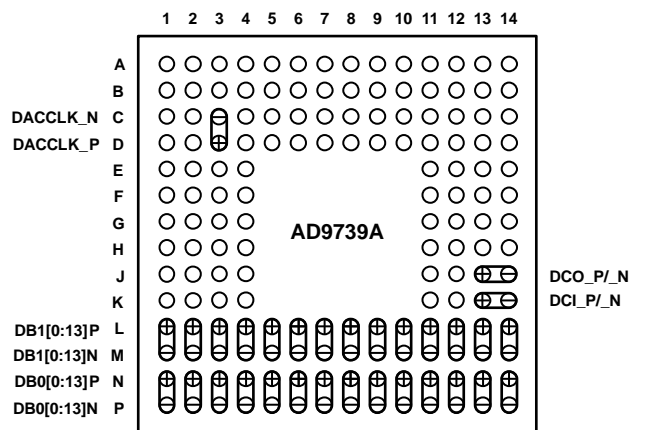 1 2 3 4 5 6 7 8 9 10 11 12 13 14
A
B
DACCLK_N C
DACCLK_P D
E
F
G
AD9739A
H
J DCO_P/_N
K DCI_P/_N
DB1[0:13]P L
DB1[0:13]N M
DB0[0:13]P N
DB0[0:13]N P